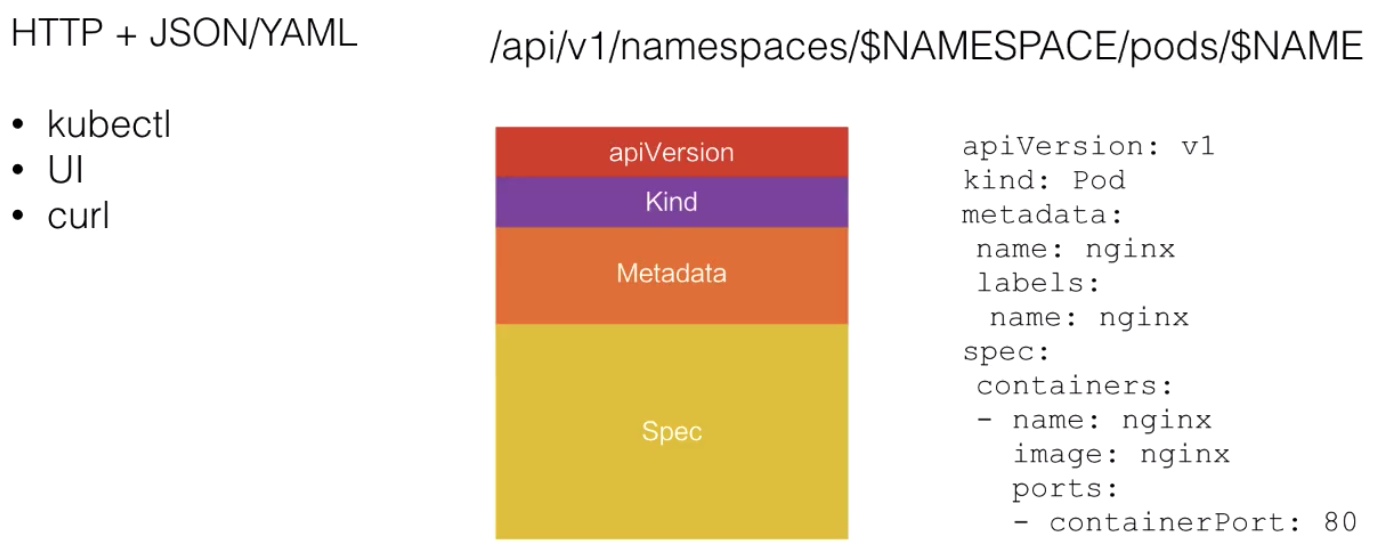 HTTP + JSON/YAML
• kubectl
• UI
• curl
/api/v1/namespaces/$NAMESPACE/pods/$NAME
apiVersion
Kind
Metadata
Spec
apiVersion: v1
kind: Pod
metadata:
 name: nginx
 labels:
  name: nginx
spec:
 containers:
 - name: nginx
   image: nginx
   ports:
   - containerPort: 80